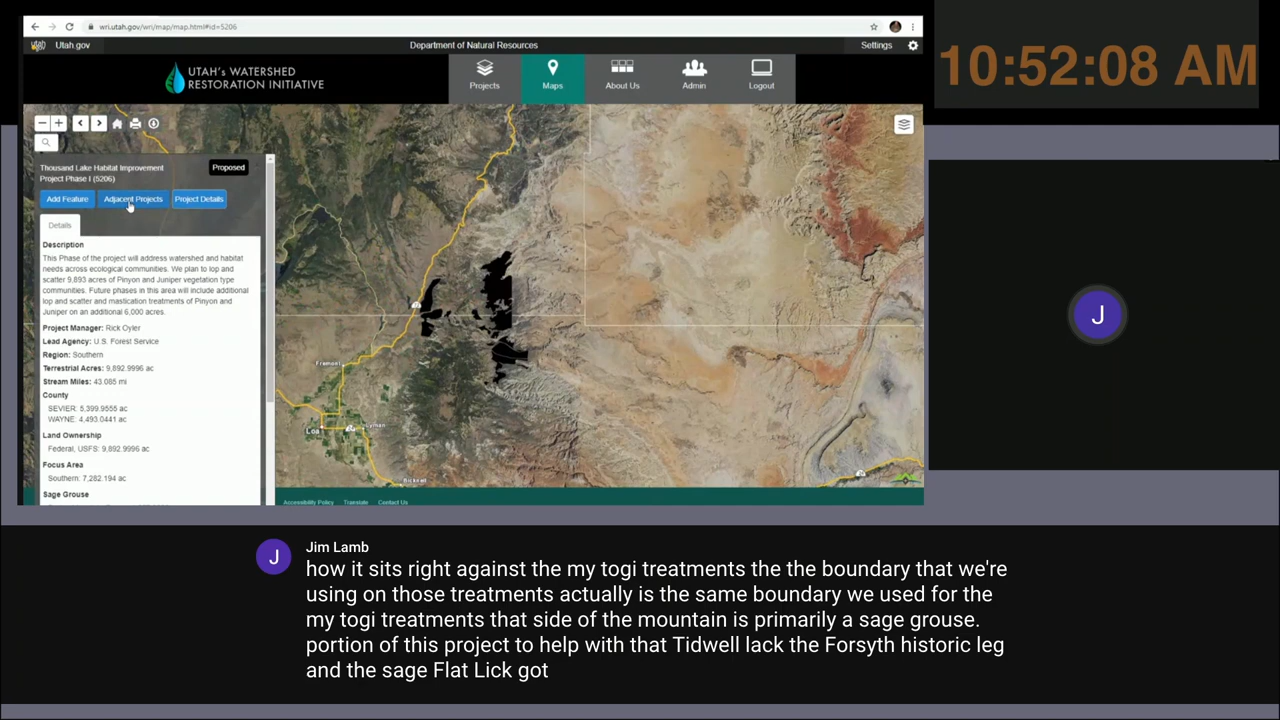 wri.utah.gov/wri/map/map.html#id=5206
10:52:08 AM
Utah.gov
Department of Natural Resources
Settings
UTAH'S WATERSHED
RESTORATION INITIATIVE
Projects
Maps
About Us
Admin
Logout
Thousand Lake Habitat Improvement
Project Phase I (5206)
Proposed
Add Feature
Adjacent Projects
Project Details
Details
Description
This Phase of the project will address watershed and habitat
needs across ecological communities. We plan to lop and
scatter 9,893 acres of Pinyon and Juniper vegetation type
communities. Future phases in this area will include additional
lop and scatter and mastication treatments of Pinyon and
Juniper on an additional 6,000 acres.
Project Manager: Rick Oyler
Lead Agency: U.S. Forest Service
Region: Southern
Terrestrial Acres: 9,892.9996 ac
Stream Miles: 43.085 mi
County
SEVIER: 5,399.9555 ac
WAYNE: 4,493.0441 ac
Land Ownership
Federal, USFS: 9,892.9996 ac
Focus Area
Southern: 7,282.194 ac
Sage Grouse
Fremont
Loa
Lyman
Bicknell
Accessibility Policy
Translate
Contact Us
J
J
Jim Lamb
how it sits right against the my togi treatments the the boundary that we're
using on those treatments actually is the same boundary we used for the
my togi treatments that side of the mountain is primarily a sage grouse.
portion of this project to help with that Tidwell lack the Forsyth historic leg
and the sage Flat Lick got